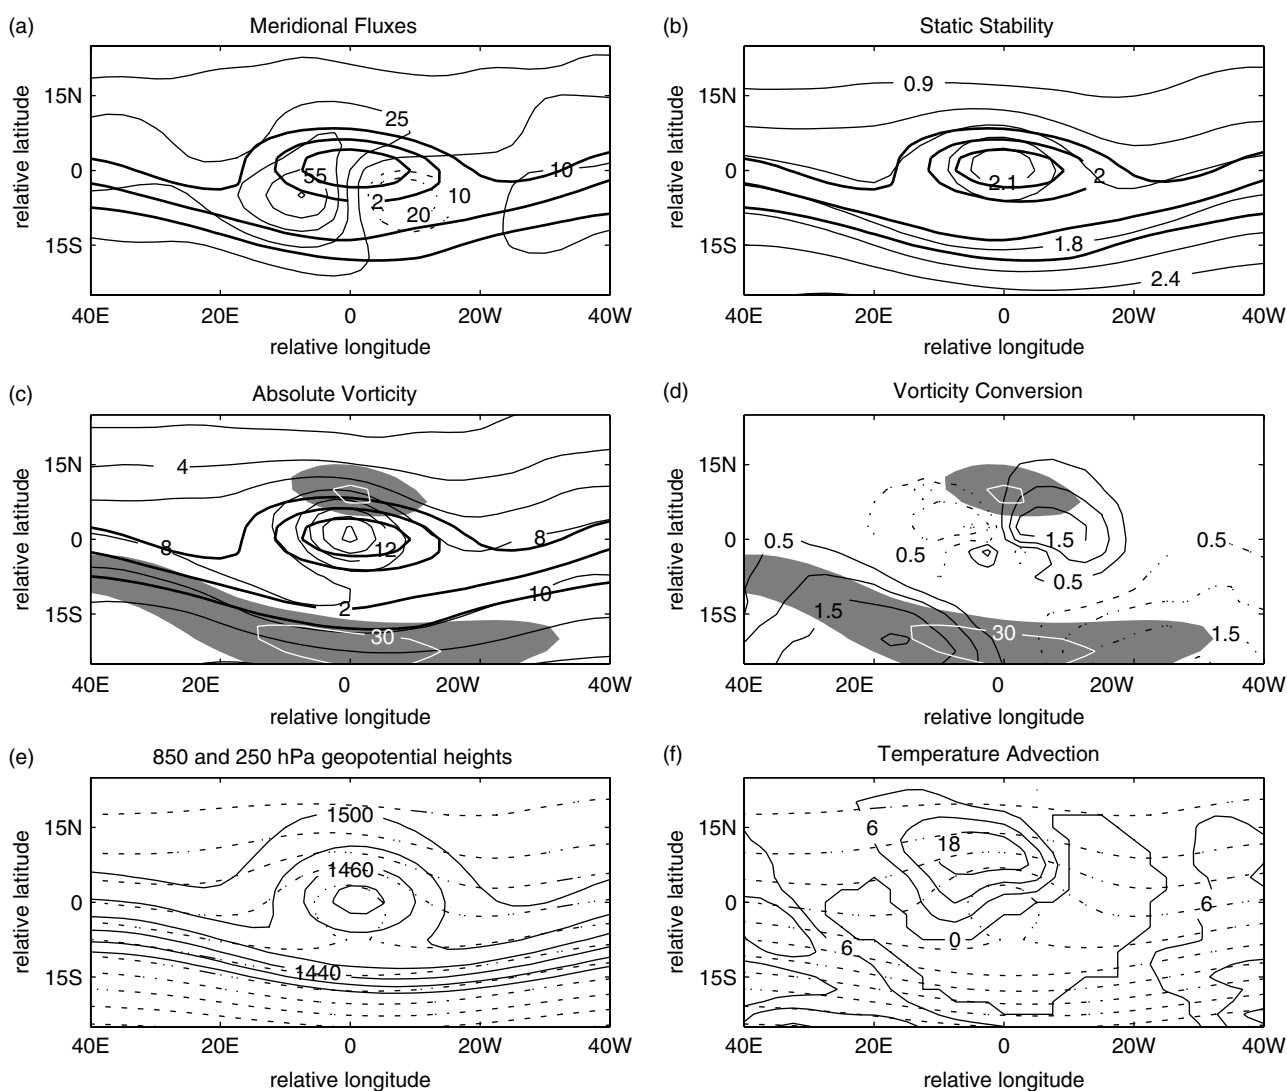 (a) Meridional Fluxes
relative latitude
15N
0
15S
25
55
10
2
10
20
40E 20E 0 20W 40W
relative longitude
(b) Static Stability
relative latitude
15N
0
15S
0.9
2
2.1
1.8
2.4
40E 20E 0 20W 40W
relative longitude
(c) Absolute Vorticity
relative latitude
15N
0
15S
4
8
8
12
2
10
30
40E 20E 0 20W 40W
relative longitude
(d) Vorticity Conversion
relative latitude
15N
0
15S
0.5
0.5
1.5
0.5
0.5
1.5
30
1.5
40E 20E 0 20W 40W
relative longitude
(e) 850 and 250 hPa geopotential heights
relative latitude
15N
0
15S
1500
1460
1440
40E 20E 0 20W 40W
relative longitude
(f) Temperature Advection
relative latitude
15N
0
15S
6
18
6
0
6
40E 20E 0 20W 40W
relative longitude